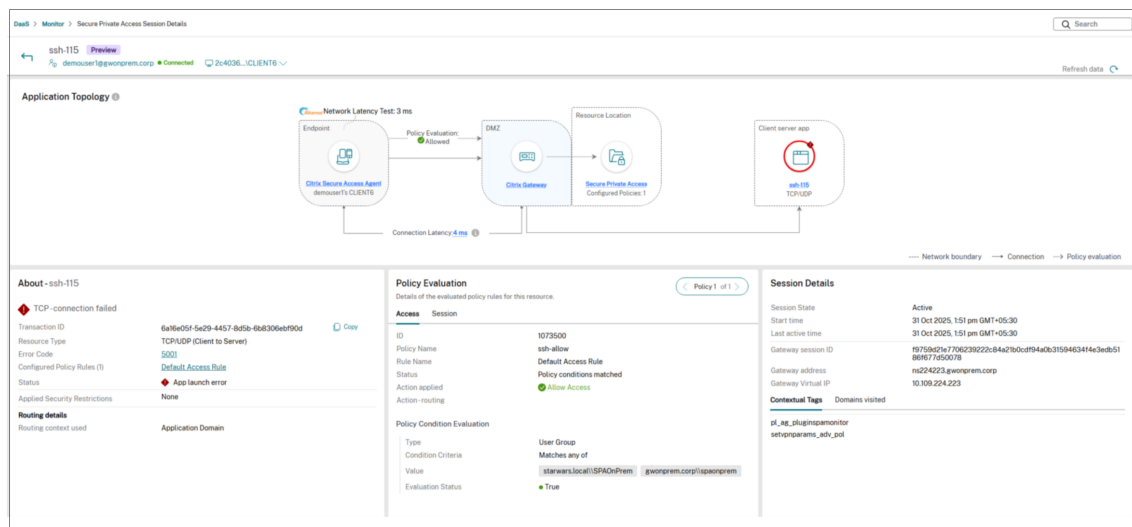 DaaS > Monitor > Secure Private Access Session Details
Search
ssh-115 Preview
demouser1@gwonprem.corp Connected 2c4036...\CLIENT6
Refresh data
Application Topology
Network Latency Test: 3 ms
Endpoint
Policy Evaluation:
Allowed
DMZ
Resource Location
Client server app
Citrix Secure Access Agent
demouser1's CLIENT6
Citrix Gateway
Secure Private Access
Configured Policies: 1
ssh-115
TCP/UDP
Connection Latency: 4 ms
Network boundary Connection Policy evaluation
About - ssh-115
TCP-connection failed
Transaction ID 6a16e05f-5e29-4457-8d5b-6b8306ebf90d Copy
Resource Type TCP/UDP (Client to Server)
Error Code 5001
Configured Policy Rules (1) Default Access Rule
Status App launch error
Applied Security Restrictions None
Routing details
Routing context used Application Domain
Policy Evaluation
Details of the evaluated policy rules for this resource.
Policy 1 of 1
Access Session
ID 1073500
Policy Name ssh-allow
Rule Name Default Access Rule
Status Policy conditions matched
Action applied Allow Access
Action-routing
Policy Condition Evaluation
Type User Group
Condition Criteria Matches any of
Value starwars.local\\SPAOnPrem gwonprem.corp\\spaonprem
Evaluation Status True
Session Details
Session State Active
Start time 31 Oct 2025, 1:51 pm GMT+05:30
Last active time 31 Oct 2025, 1:51 pm GMT+05:30
Gateway session ID f9759d21e7706239222c84a21b0cdf94a0b31594634f4e3edb51
86f677d50078
Gateway address ns224223.gwonprem.corp
Gateway Virtual IP 10.109.224.223
Contextual Tags Domains visited
pl_ag_pluginspamonitor
setvpnparams_adv_pol